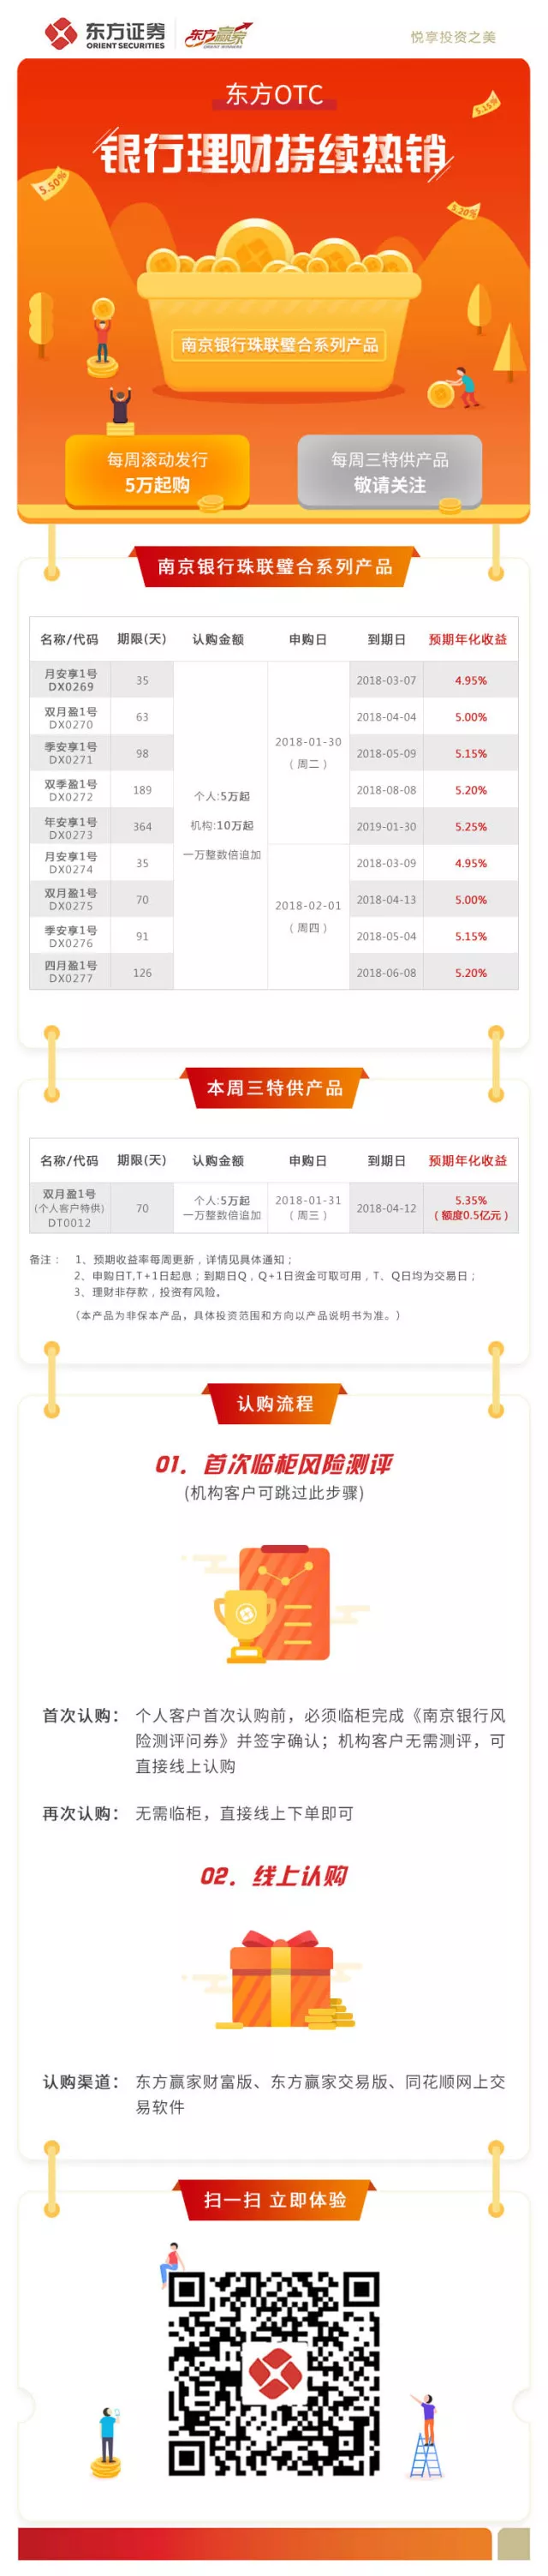 东方证券
ORIENT SECURITIES
东方赢家
ORIENT WINNERS
悦享投资之美
东方OTC
5.15%
银行理财持续热销
5.50%
5.20%
南京银行珠联璧合系列产品
每周滚动发行
5万起购
每周三特供产品
敬请关注
南京银行珠联璧合系列产品
名称/代码 期限(天) 认购金额 申购日 到期日 预期年化收益
月安享1号
DX0269 35 2018-03-07 4.95%
双月盈1号
DX0270 63 2018-04-04 5.00%
2018-01-30
（周二）
季安享1号
DX0271 98 2018-05-09 5.15%
双季盈1号
DX0272 189 2018-08-08 5.20%
个人:5万起
机构:10万起
一万整数倍追加
年安享1号
DX0273 364 2019-01-30 5.25%
月安享1号
DX0274 35 2018-03-09 4.95%
双月盈1号
DX0275 70 2018-04-13 5.00%
2018-02-01
（周四）
季安享1号
DX0276 91 2018-05-04 5.15%
四月盈1号
DX0277 126 2018-06-08 5.20%
本周三特供产品
名称/代码 期限(天) 认购金额 申购日 到期日 预期年化收益
双月盈1号
(个人客户特供)
DT0012
70
个人:5万起
一万整数倍追加
2018-01-31
（周三）
2018-04-12
5.35%
（额度0.5亿元）
备注： 1、预期收益率每周更新，详情见具体通知；
2、申购日T,T+1日起息；到期日Q，Q+1日资金可取可用，T、Q日均为交易日；
3、理财非存款，投资有风险。
（本产品为非保本产品，具体投资范围和方向以产品说明书为准。）
认购流程
01. 首次临柜风险测评
(机构客户可跳过此步骤)
首次认购： 个人客户首次认购前，必须临柜完成《南京银行风
险测评问券》并签字确认；机构客户无需测评，可
直接线上认购
再次认购： 无需临柜，直接线上下单即可
02. 线上认购
认购渠道： 东方赢家财富版、东方赢家交易版、同花顺网上交
易软件
扫一扫 立即体验